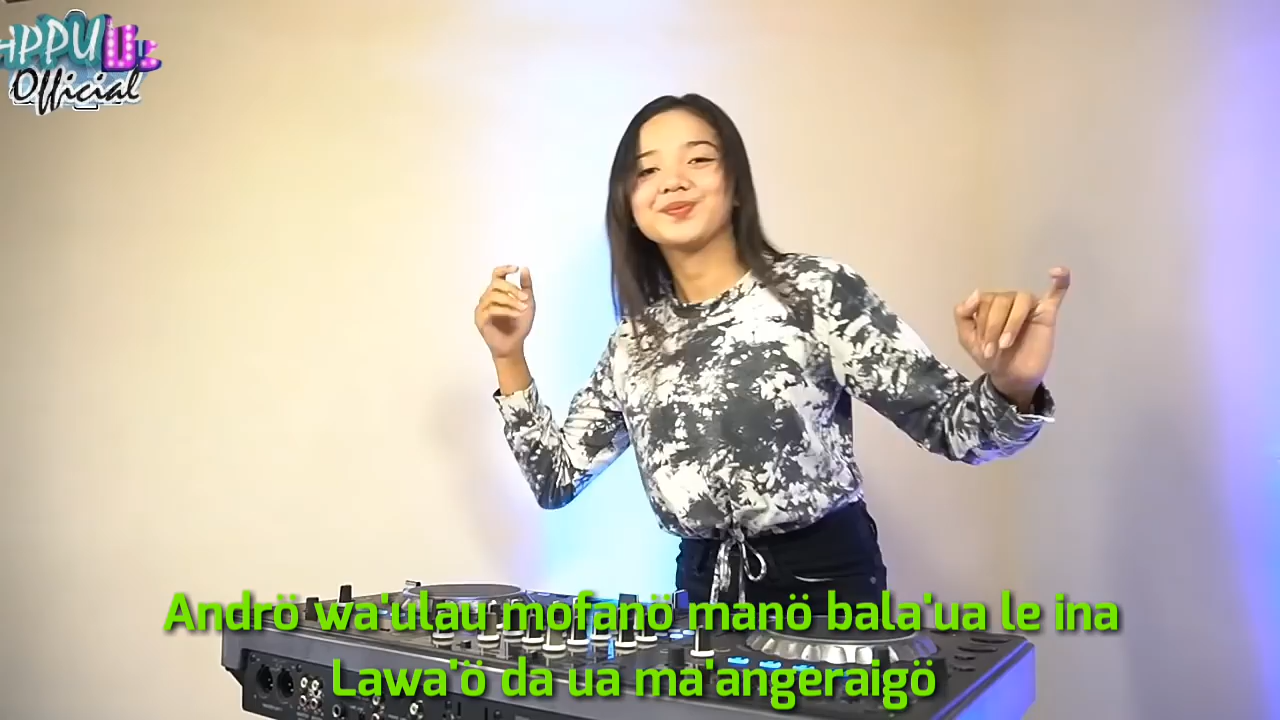 Official
Andrö wa'ulau mofanö manö bala'ua le ina
Lawa'ö da ua ma'angeraigö